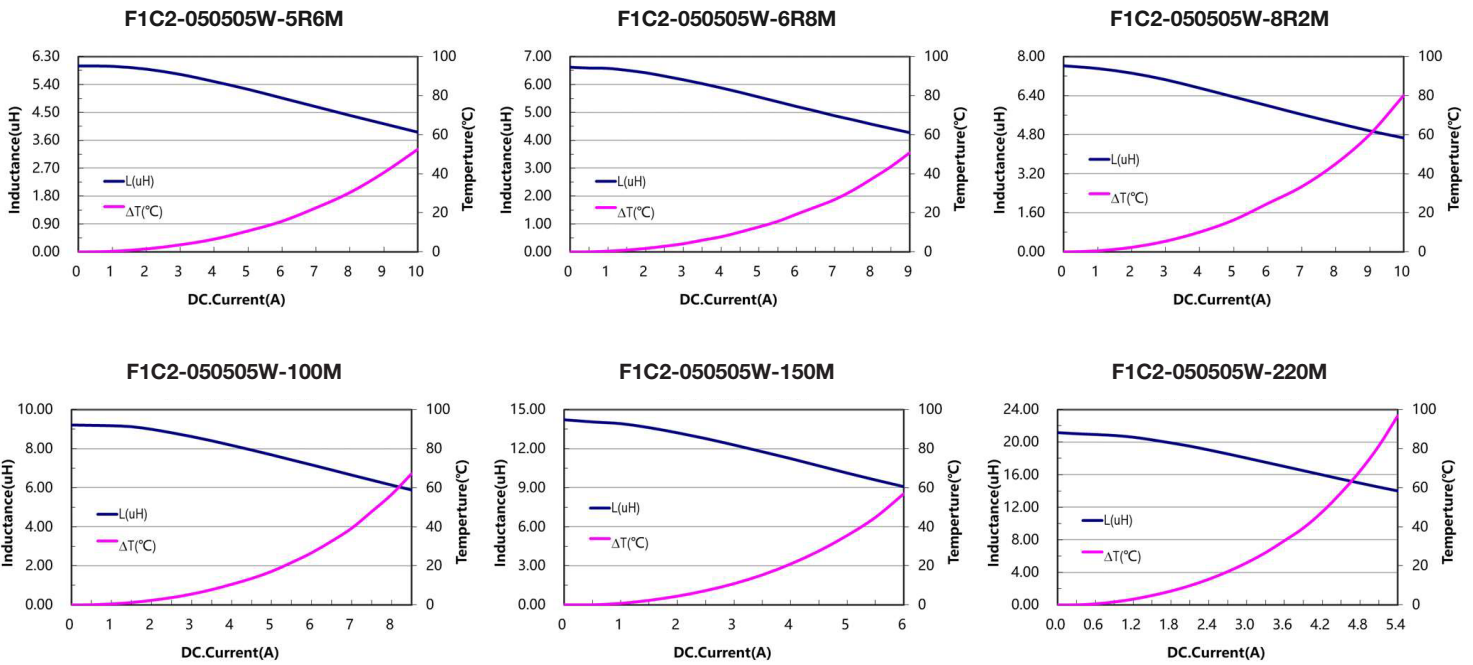 F1C2-050505W-5R6M
6.30
5.40
4.50
3.60
2.70
1.80
0.90
0.00
Inductance(uH)
100
80
60
40
20
0
Temperture(℃)
L(uH)
ΔT(℃)
0 1 2 3 4 5 6 7 8 9 10
DC.Current(A)
F1C2-050505W-6R8M
7.00
6.00
5.00
4.00
3.00
2.00
1.00
0.00
Inductance(uH)
100
80
60
40
20
0
Temperture(℃)
L(uH)
ΔT(℃)
0 1 2 3 4 5 6 7 8 9
DC.Current(A)
F1C2-050505W-8R2M
8.00
6.40
4.80
3.20
1.60
0.00
Inductance(uH)
100
80
60
40
20
0
Temperture(℃)
L(uH)
ΔT(℃)
0 1 2 3 4 5 6 7 8 9 10
DC.Current(A)
F1C2-050505W-100M
10.00
8.00
6.00
4.00
2.00
0.00
Inductance(uH)
100
80
60
40
20
0
Temperture(℃)
L(uH)
ΔT(℃)
0 1 2 3 4 5 6 7 8
DC.Current(A)
F1C2-050505W-150M
15.00
12.00
9.00
6.00
3.00
0.00
Inductance(uH)
100
80
60
40
20
0
Temperture(℃)
L(uH)
ΔT(℃)
0 1 2 3 4 5 6
DC.Current(A)
F1C2-050505W-220M
24.00
20.00
16.00
12.00
8.00
4.00
0.00
Inductance(uH)
100
80
60
40
20
0
Temperture(℃)
L(uH)
ΔT(℃)
0.0 0.6 1.2 1.8 2.4 3.0 3.6 4.2 4.8 5.4
DC.Current(A)